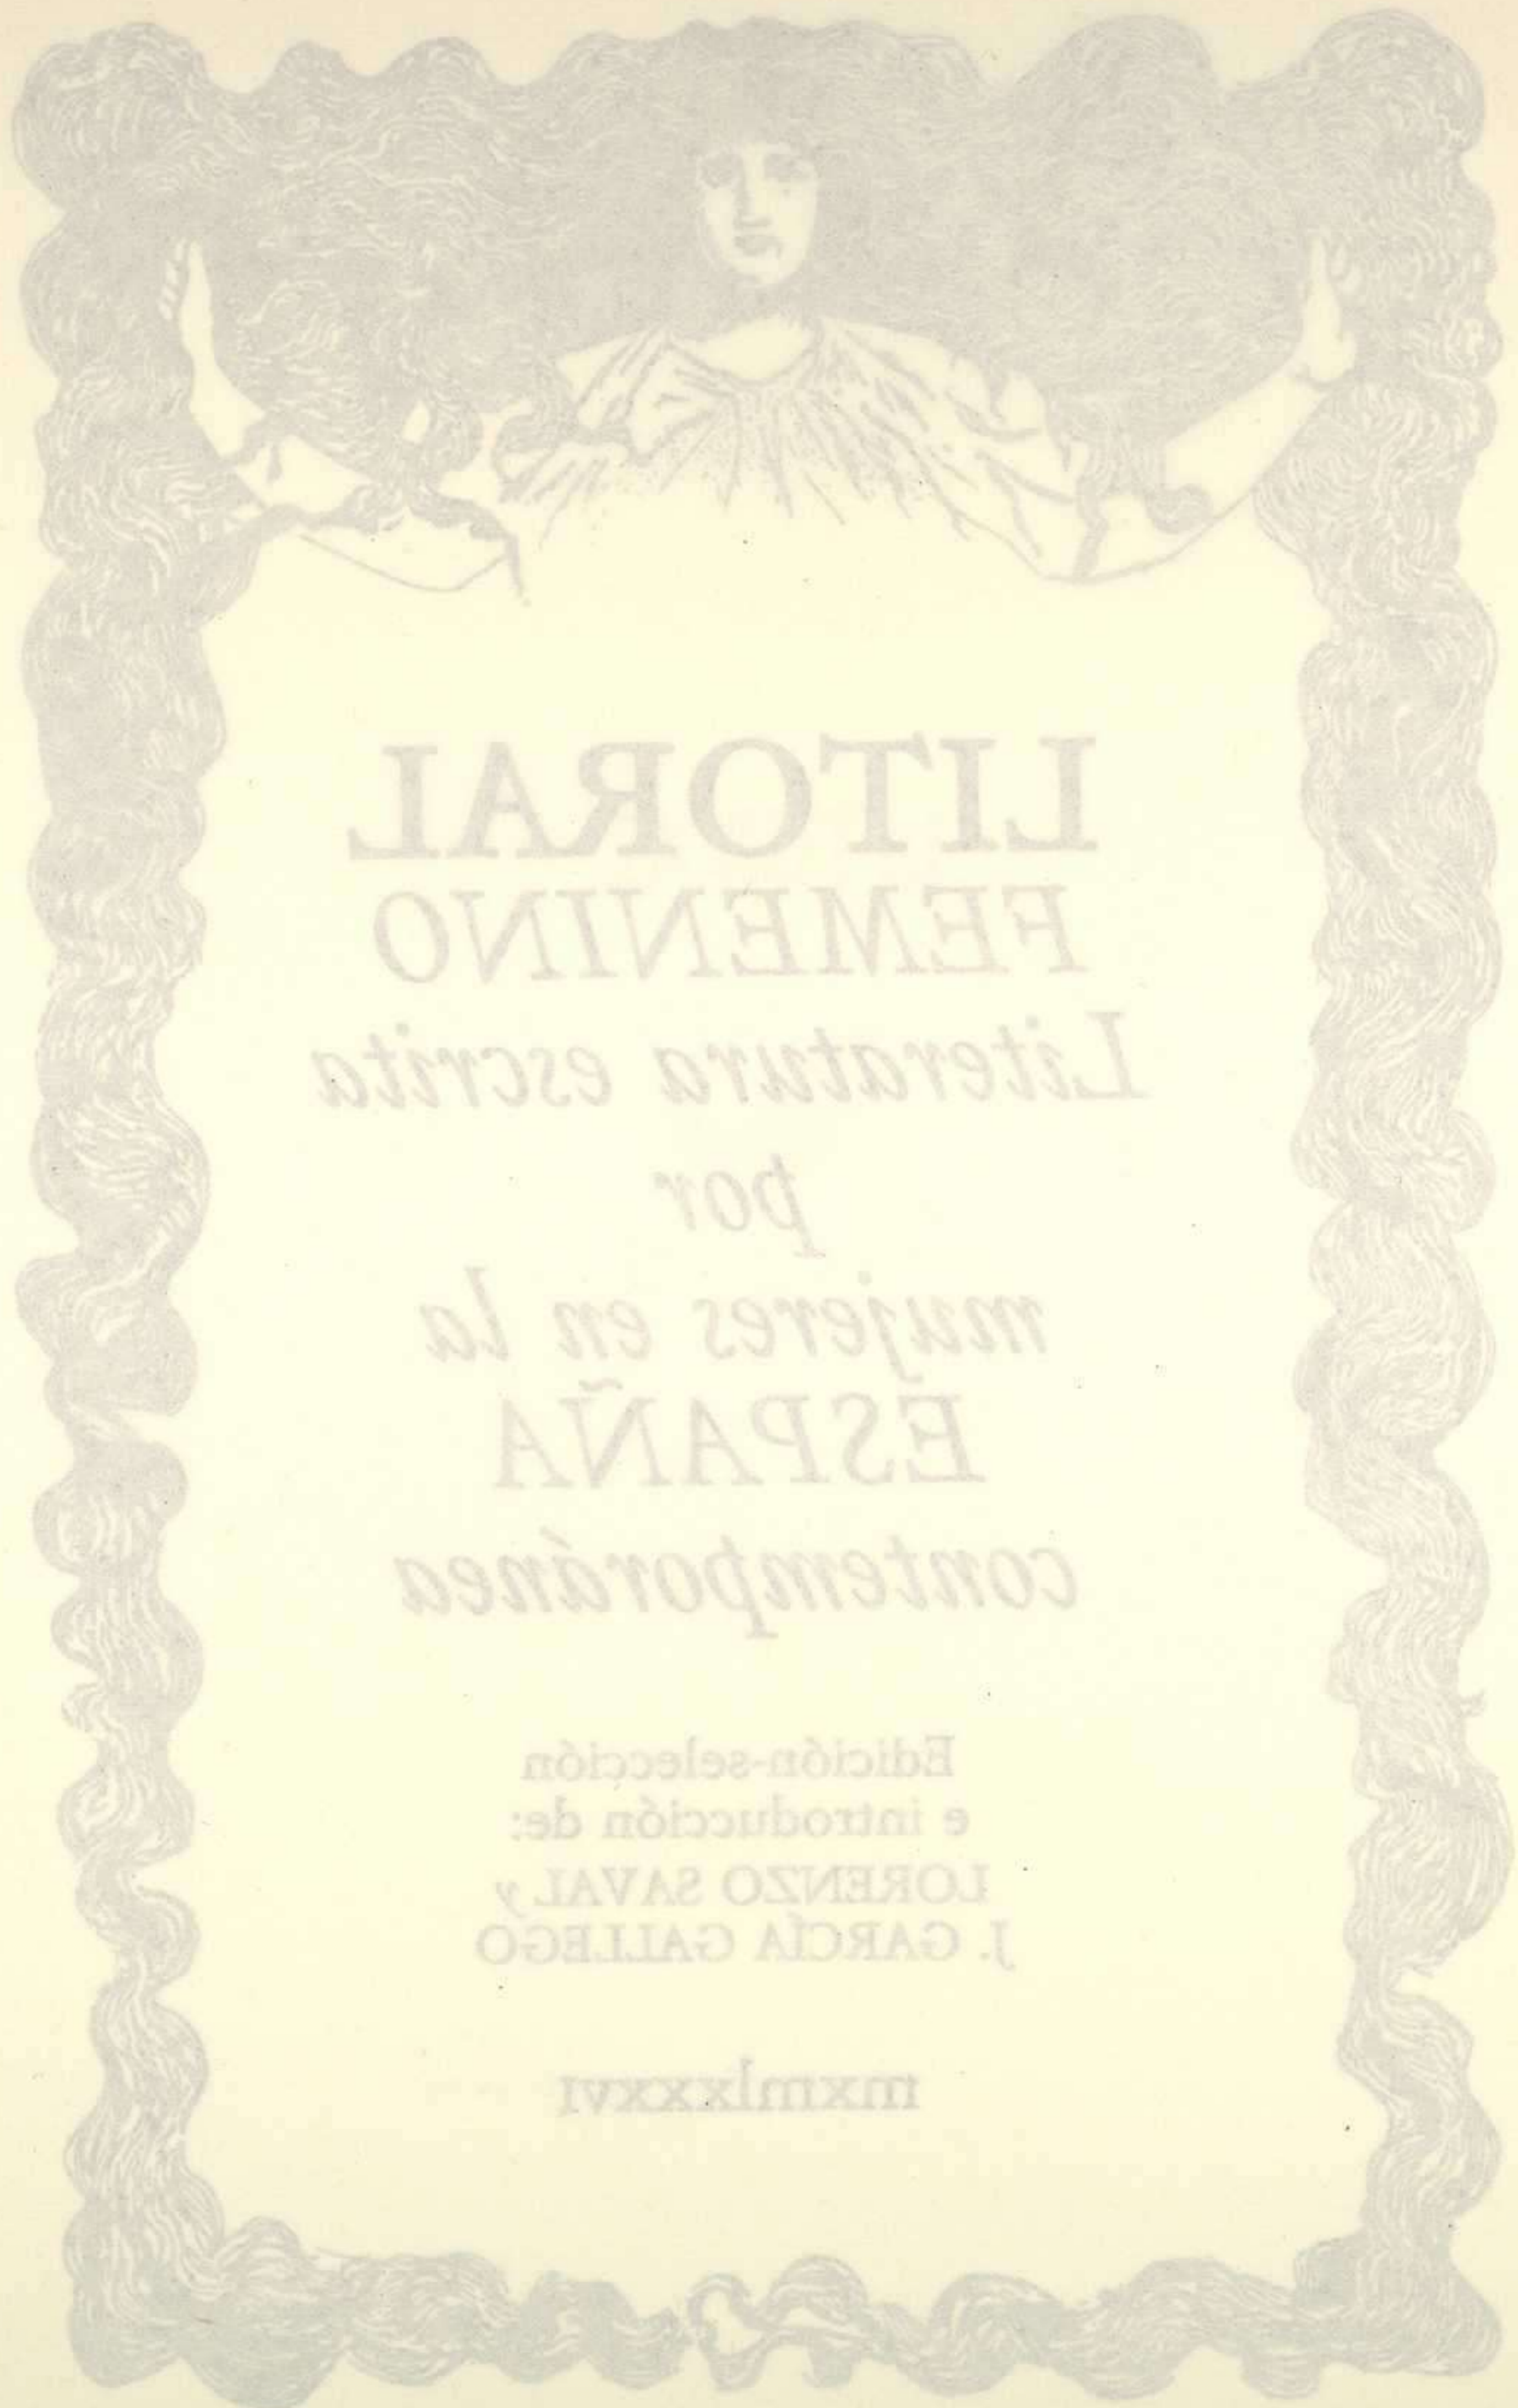 LITORAL
FEMENINO
Literatura escrita
por
mujeres en la
ESPAÑA
contemporánea
Edición-selección
e introducción de:
LORENZO SAVAL y
J. GARCÍA GALLEGO
mxmlxxxvi